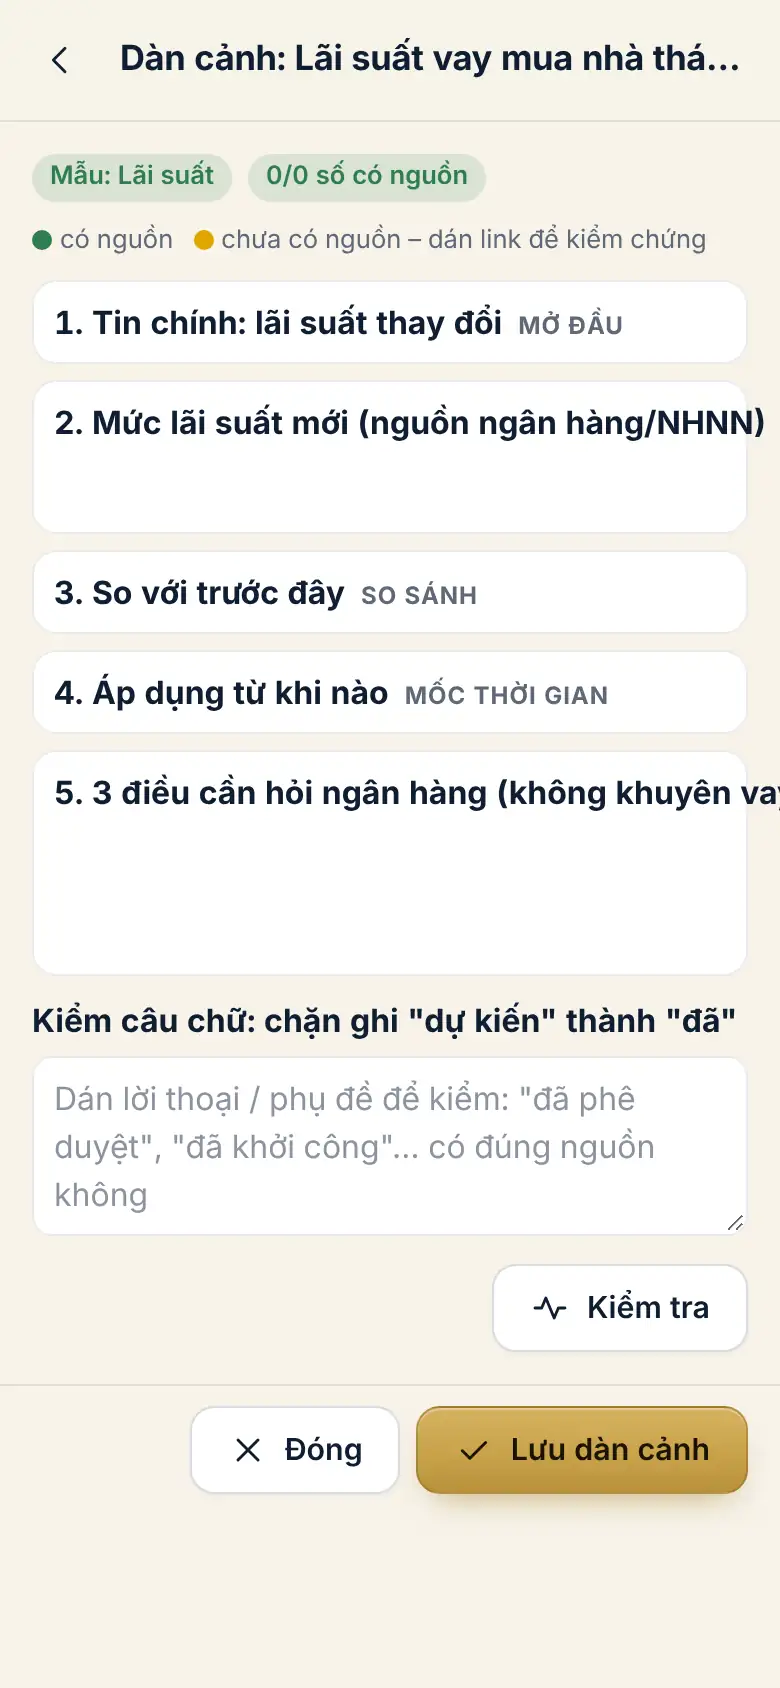 Dàn cảnh: Lãi suất vay mua nhà thá...
Mẫu: Lãi suất 0/0 số có nguồn
có nguồn chưa có nguồn – dán link để kiểm chứng
1. Tin chính: lãi suất thay đổi MỞ ĐẦU
2. Mức lãi suất mới (nguồn ngân hàng/NHNN)
3. So với trước đây SO SÁNH
4. Áp dụng từ khi nào MỐC THỜI GIAN
5. 3 điều cần hỏi ngân hàng (không khuyên vay
Kiểm câu chữ: chặn ghi "dự kiến" thành "đã"
Dán lời thoại / phụ đề để kiểm: "đã phê
duyệt", "đã khởi công"... có đúng nguồn
không
Kiểm tra
Đóng Lưu dàn cảnh